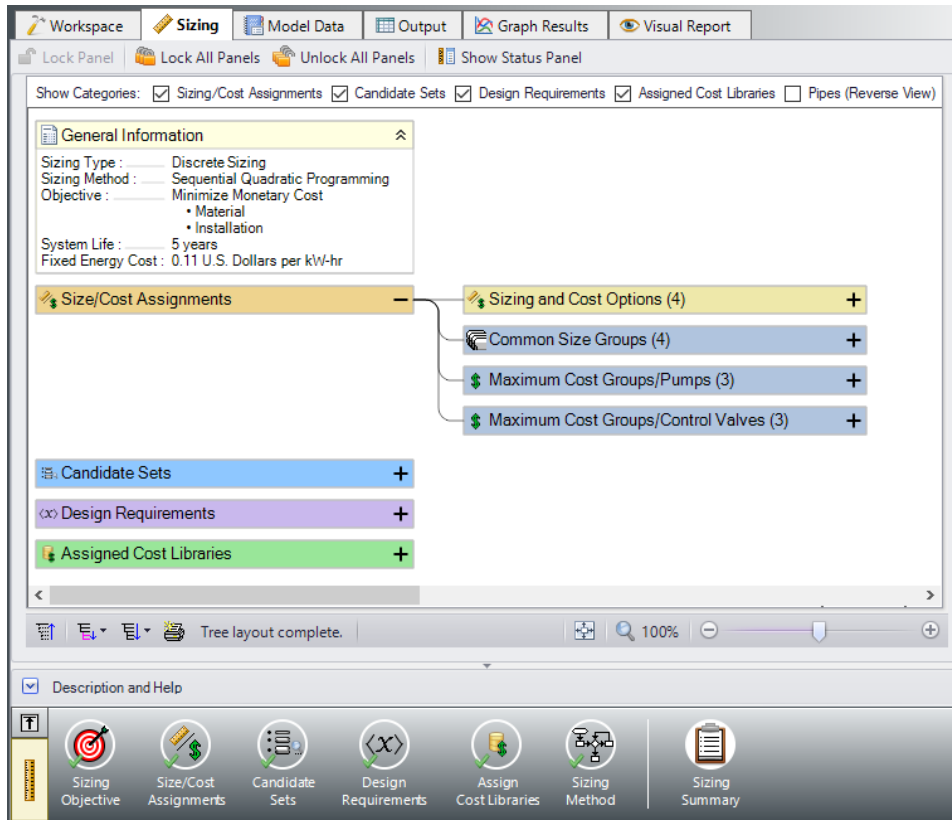 Workspace Sizing Model Data Output Graph Results Visual Report
Lock Panel Lock All Panels Unlock All Panels Show Status Panel
Show Categories: Sizing/Cost Assignments Candidate Sets Design Requirements Assigned Cost Libraries Pipes (Reverse View)
General Information
Sizing Type : Discrete Sizing
Sizing Method : Sequential Quadratic Programming
Objective : Minimize Monetary Cost
• Material
• Installation
System Life : 5 years
Fixed Energy Cost : 0.11 U.S. Dollars per kW-hr
Size/Cost Assignments
Sizing and Cost Options (4)
Common Size Groups (4)
Maximum Cost Groups/Pumps (3)
Maximum Cost Groups/Control Valves (3)
Candidate Sets
Design Requirements
Assigned Cost Libraries
Tree layout complete. 100%
Description and Help
Sizing Objective
Size/Cost Assignments
Candidate Sets
Design Requirements
Assign Cost Libraries
Sizing Method
Sizing Summary